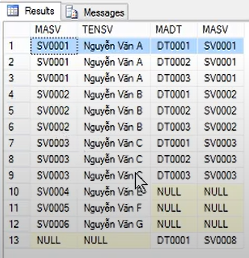 Results Messages
MASV TENSV MADT MASV
1 SV0001 Nguyễn Văn A DT0001 SV0001
2 SV0001 Nguyễn Văn A DT0002 SV0001
3 SV0001 Nguyễn Văn A DT0003 SV0001
4 SV0002 Nguyễn Văn B DT0001 SV0002
5 SV0002 Nguyễn Văn B DT0002 SV0002
6 SV0002 Nguyễn Văn B DT0003 SV0002
7 SV0003 Nguyễn Văn C DT0001 SV0003
8 SV0003 Nguyễn Văn C DT0002 SV0003
9 SV0003 Nguyễn Văn C DT0003 SV0003
10 SV0004 Nguyễn Văn NULL NULL
11 SV0005 Nguyễn Văn F NULL NULL
12 SV0006 Nguyễn Văn G NULL NULL
13 NULL NULL DT0001 SV0008